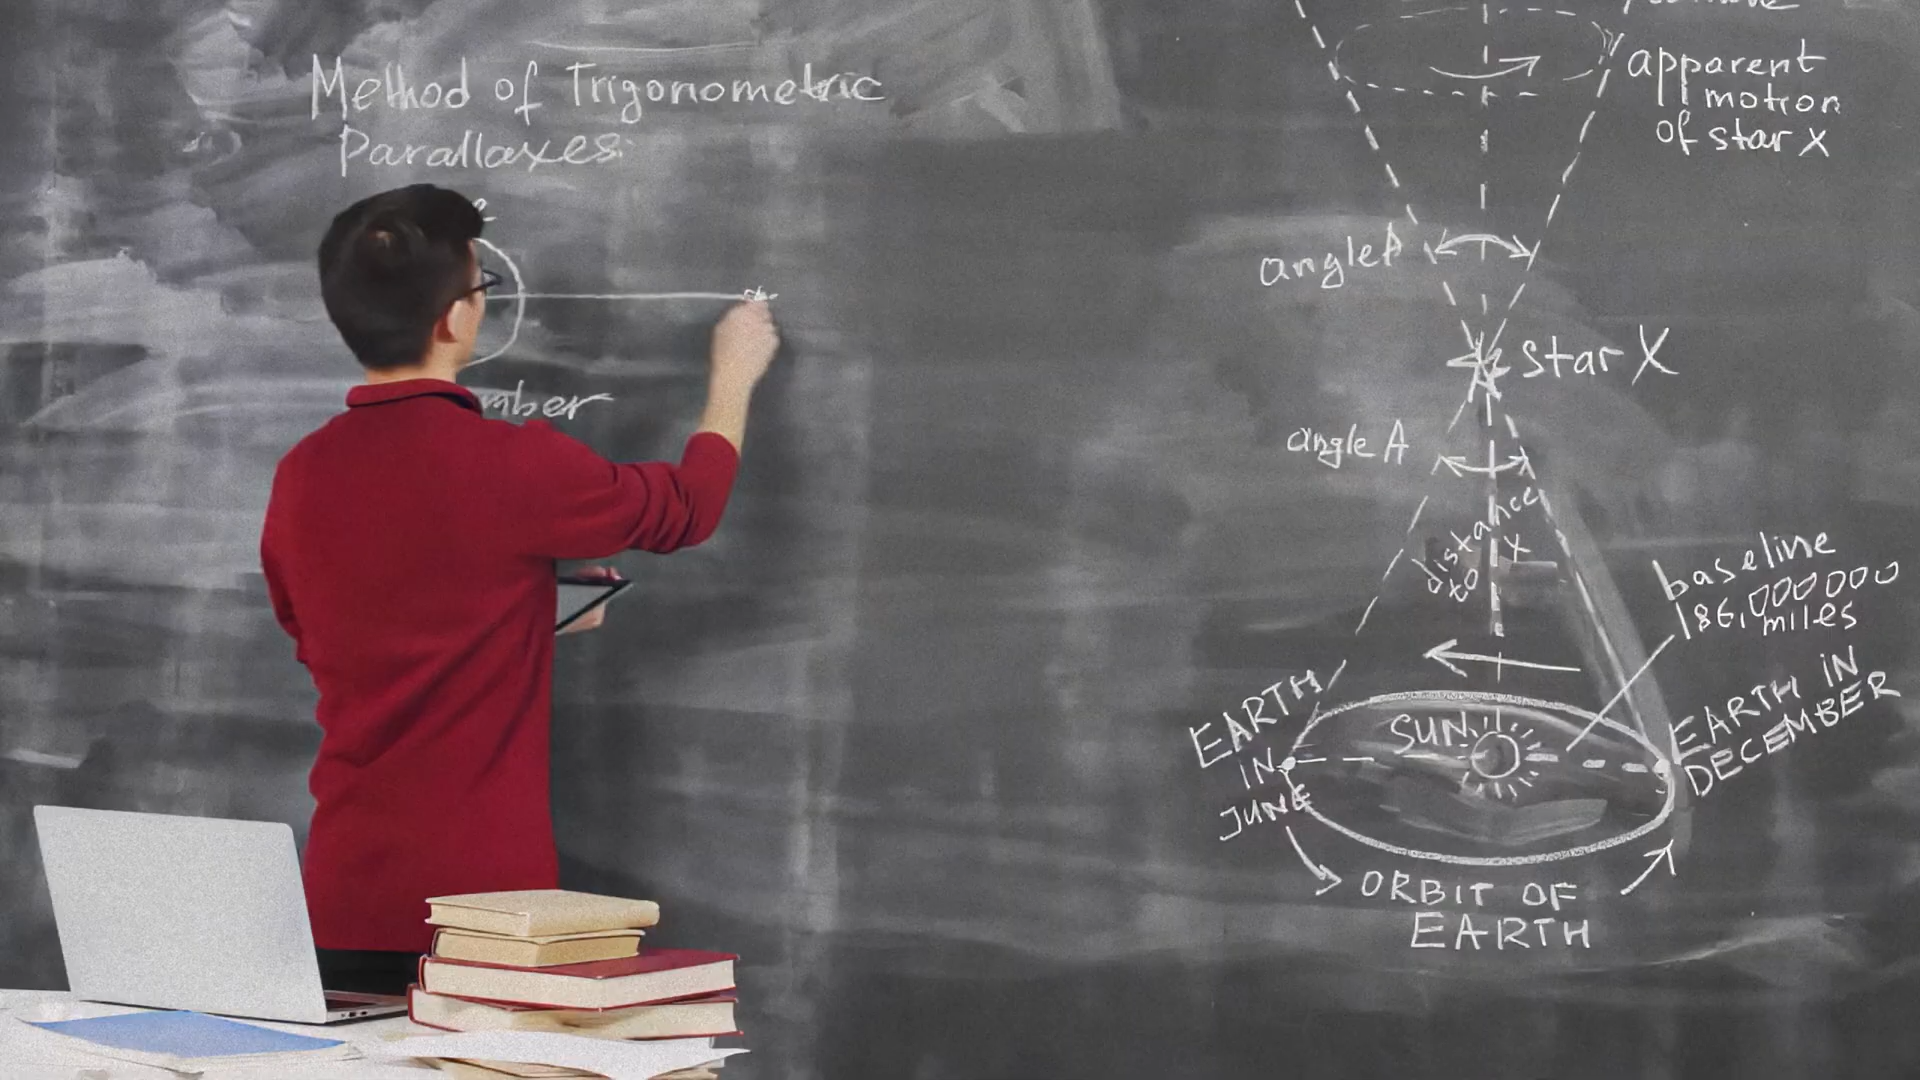 Method of Trigonometric
Parallaxes:
mber
apparent
motion
of star X
angle A
star X
angle A
distance
to X
baseline
186,000000
miles
EARTH
IN
JUNE
SUN
EARTH IN
DECEMBER
ORBIT OF
EARTH